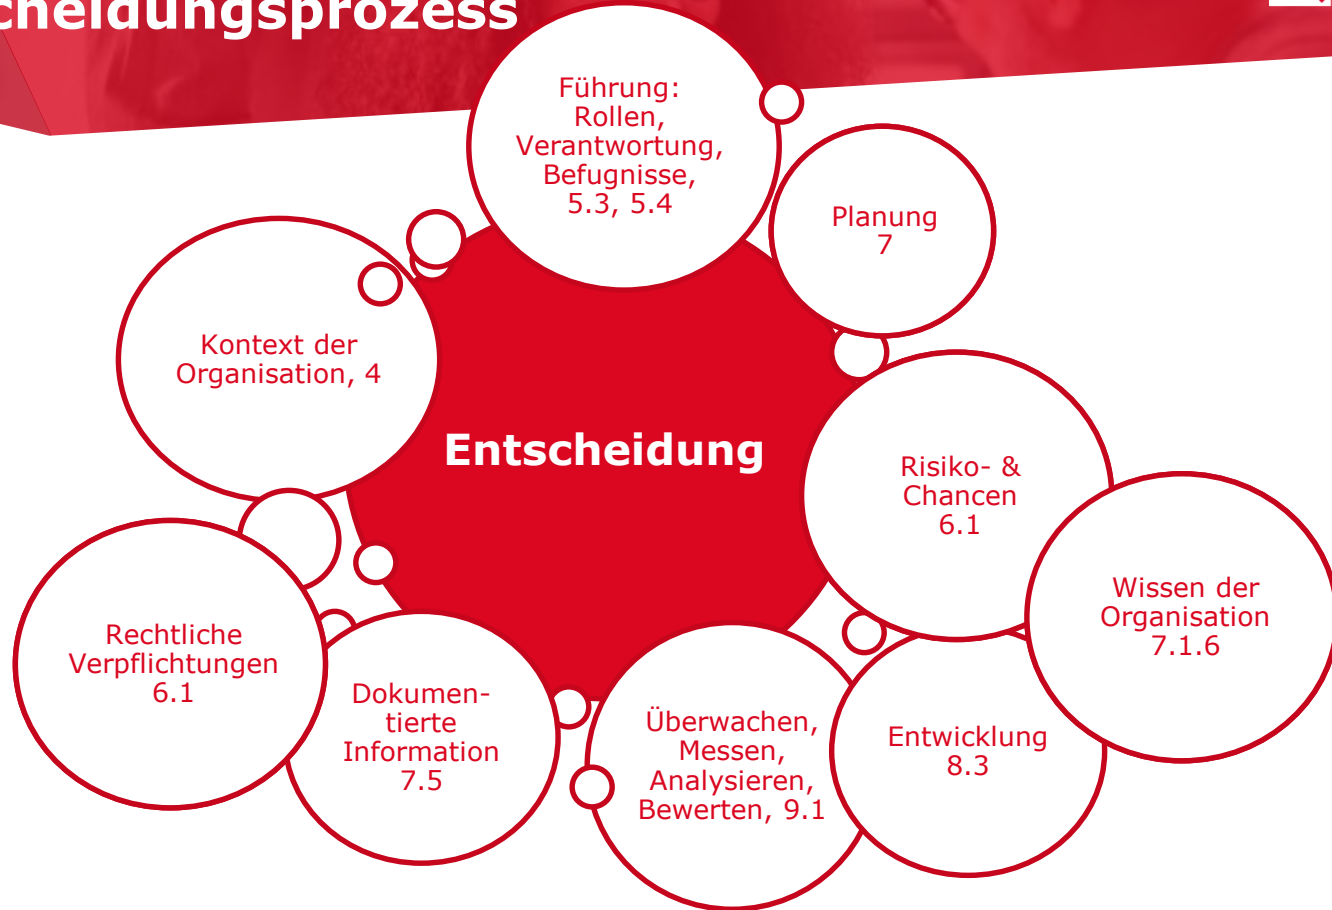 cheidungsprozess
Führung:
Rollen,
Verantwortung,
Befugnisse,
5.3, 5.4
Planung
7
Kontext der
Organisation, 4
Entscheidung
Risiko- &
Chancen
6.1
Wissen der
Organisation
7.1.6
Rechtliche
Verpflichtungen
6.1
Dokumen-
tierte
Information
7.5
Überwachen,
Messen,
Analysieren,
Bewerten, 9.1
Entwicklung
8.3